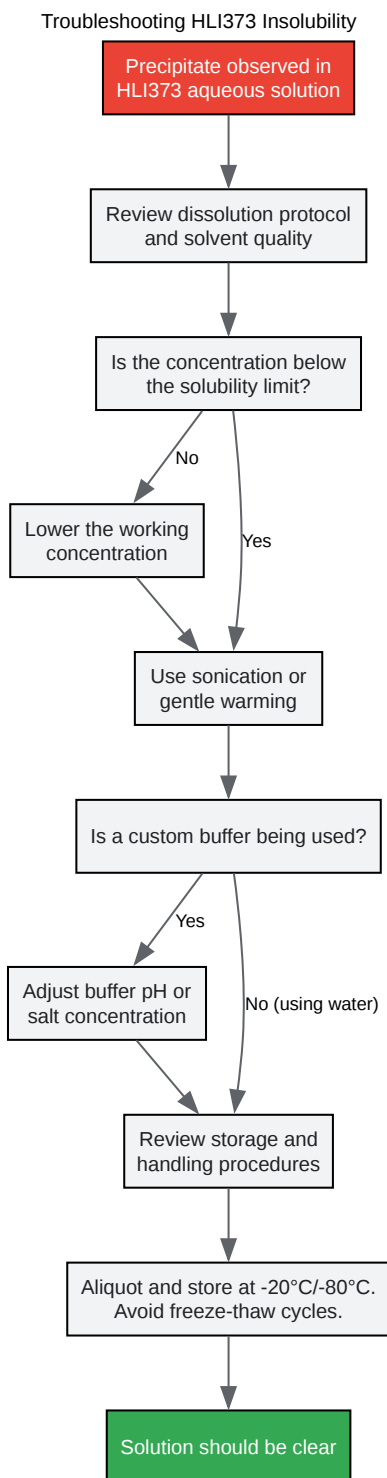 Troubleshooting HLI373 Insolubility
Precipitate observed in
HLI373 aqueous solution
Review dissolution protocol
and solvent quality
Is the concentration below
the solubility limit?
No
Lower the working
concentration
Yes
Use sonication or
gentle warming
Is a custom buffer being used?
Yes
Adjust buffer pH or
salt concentration
No (using water)
Review storage and
handling procedures
Aliquot and store at -20°C/-80°C.
Avoid freeze-thaw cycles.
Solution should be clear